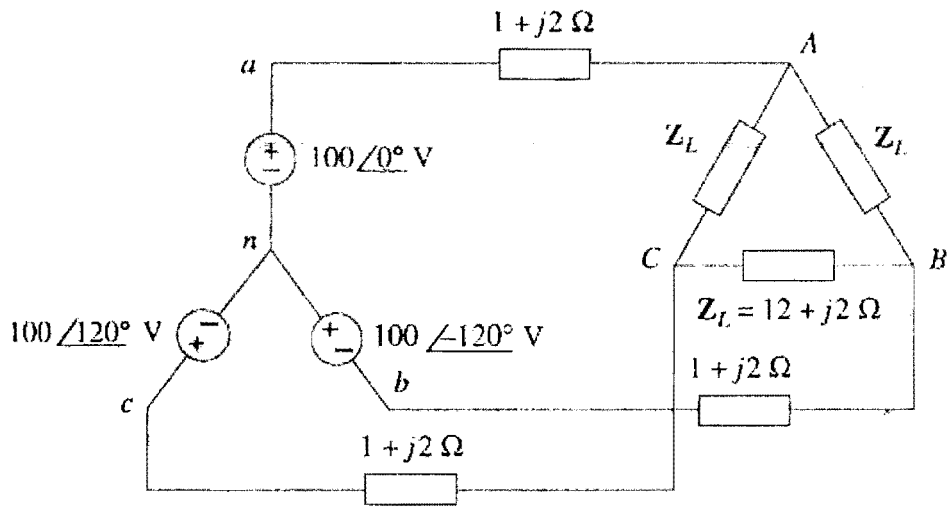 1 + j2 Ω
A
a
+
−
100 ∠0° V
Z_L
Z_L
n
C
B
100 ∠120° V
−
+
+
−
100 ∠−120° V
Z_L = 12 + j2 Ω
1 + j2 Ω
c
b
1 + j2 Ω